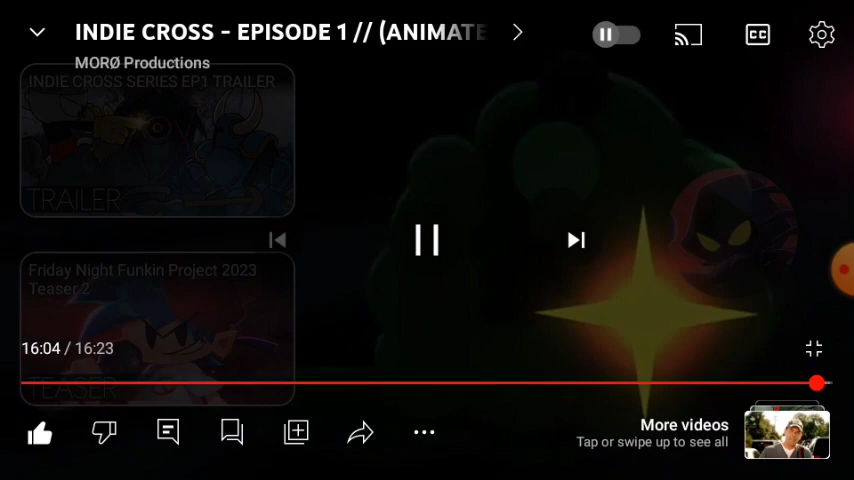 INDIE CROSS - EPISODE 1 // (ANIMATE
MORØ Productions
CC
INDIE CROSS SERIES EP1 TRAILER
TRAILER
Friday Night Funkin Project 2023
Teaser 2
TEASER
16:04 / 16:23
More videos
Tap or swipe up to see all